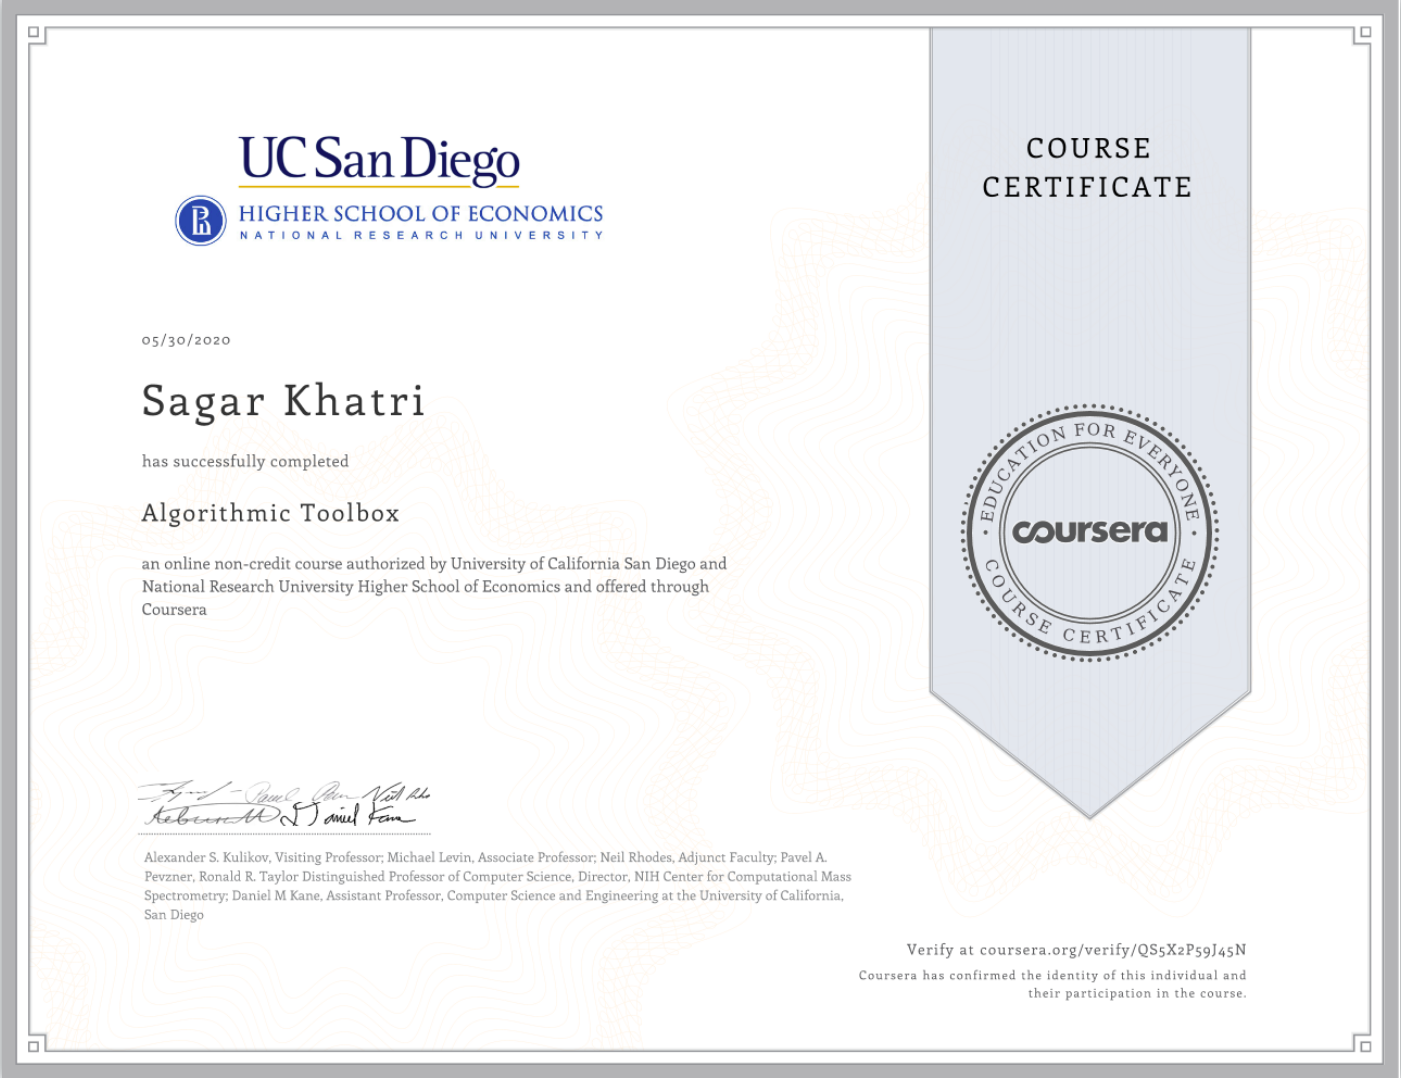 UC San Diego
HIGHER SCHOOL OF ECONOMICS
NATIONAL RESEARCH UNIVERSITY
COURSE
CERTIFICATE
05/30/2020
Sagar Khatri
has successfully completed
Algorithmic Toolbox
an online non-credit course authorized by University of California San Diego and
National Research University Higher School of Economics and offered through
Coursera
EDUCATION FOR EVERYONE
coursera
COURSE CERTIFICATE
Neil Rho
Daniel Kane
Alexander S. Kulikov, Visiting Professor; Michael Levin, Associate Professor; Neil Rhodes, Adjunct Faculty; Pavel A.
Pevzner, Ronald R. Taylor Distinguished Professor of Computer Science, Director, NIH Center for Computational Mass
Spectrometry; Daniel M Kane, Assistant Professor, Computer Science and Engineering at the University of California,
San Diego
Verify at coursera.org/verify/QS5X2P59J45N
Coursera has confirmed the identity of this individual and
their participation in the course.